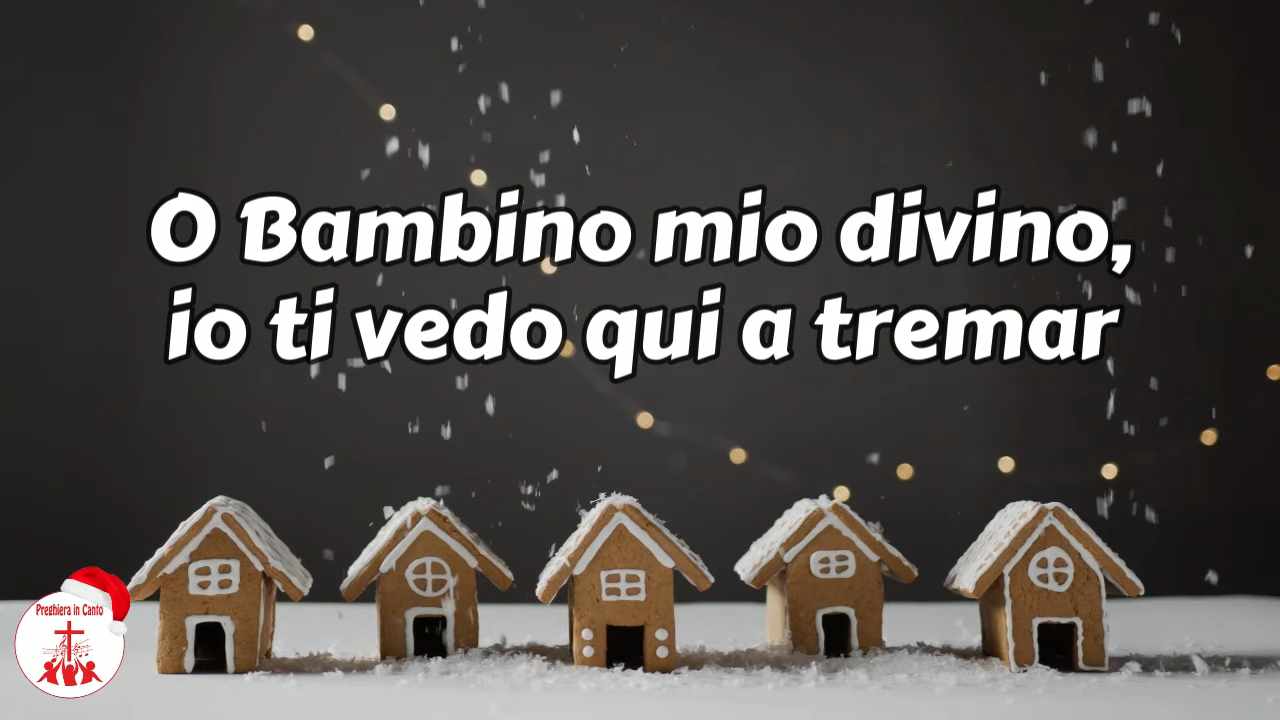 O Bambino mio divino,
io ti vedo qui a tremar
Preghiera in Canto